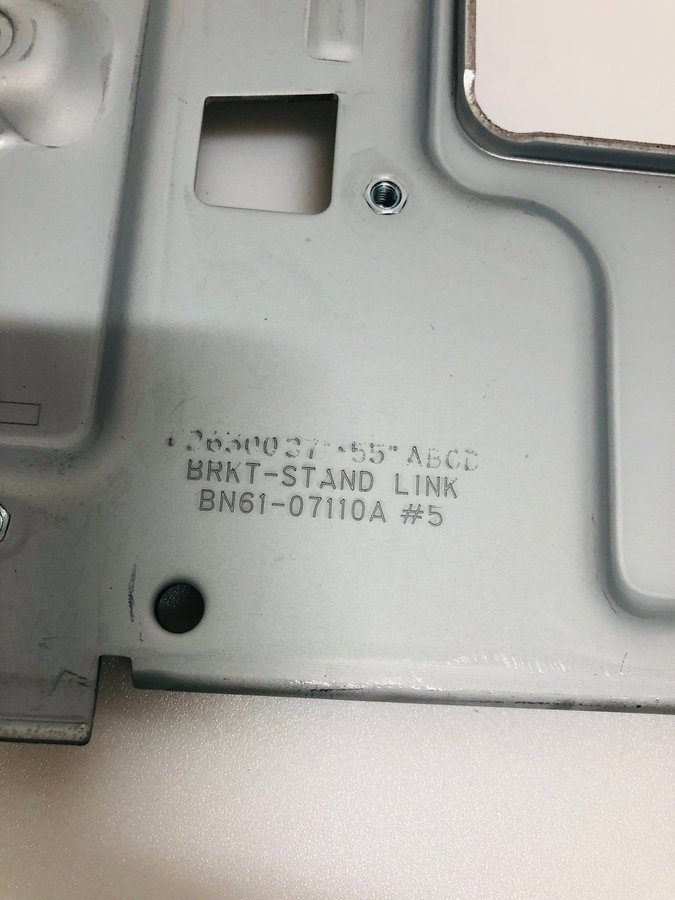 55" ABCD
BRKT-STAND LINK
BN61-07110A #5